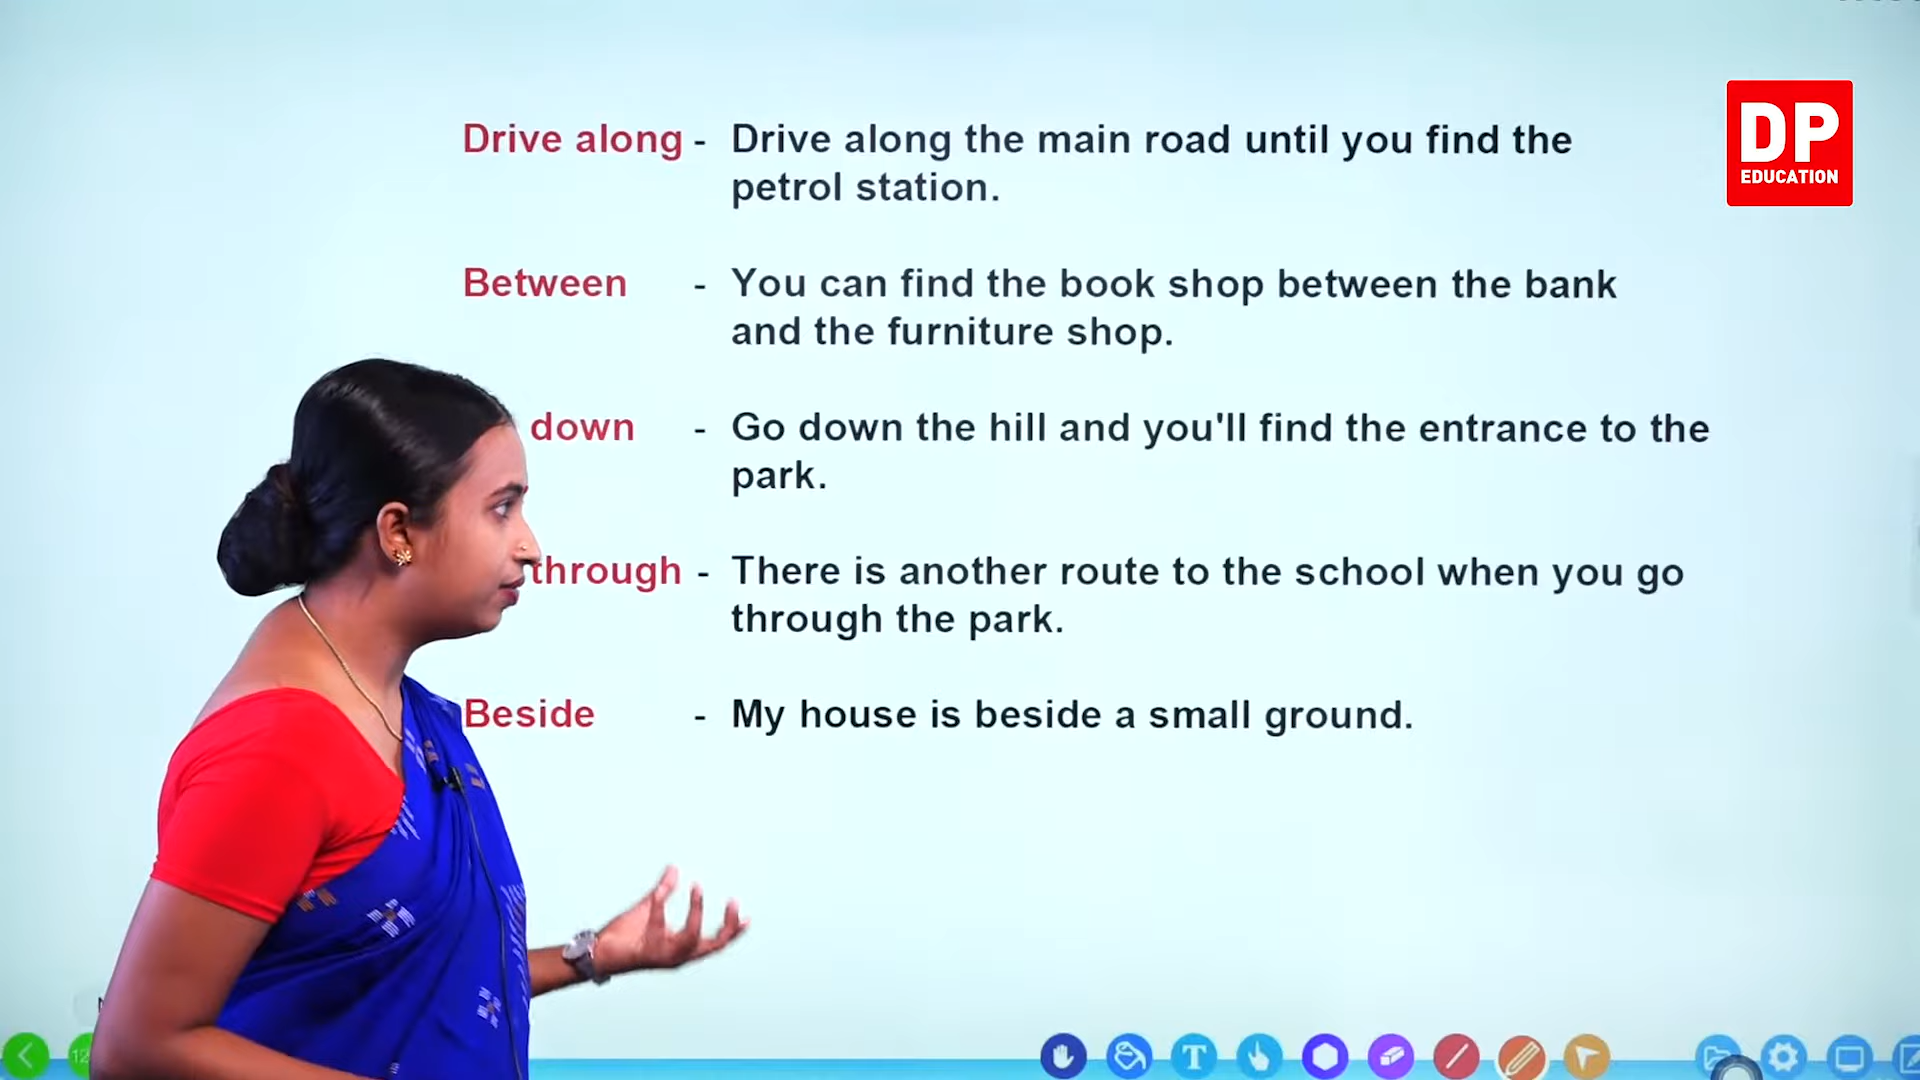 DP
EDUCATION
Drive along - Drive along the main road until you find the
petrol station.
Between - You can find the book shop between the bank
and the furniture shop.
down - Go down the hill and you'll find the entrance to the
park.
through - There is another route to the school when you go
through the park.
Beside - My house is beside a small ground.
T